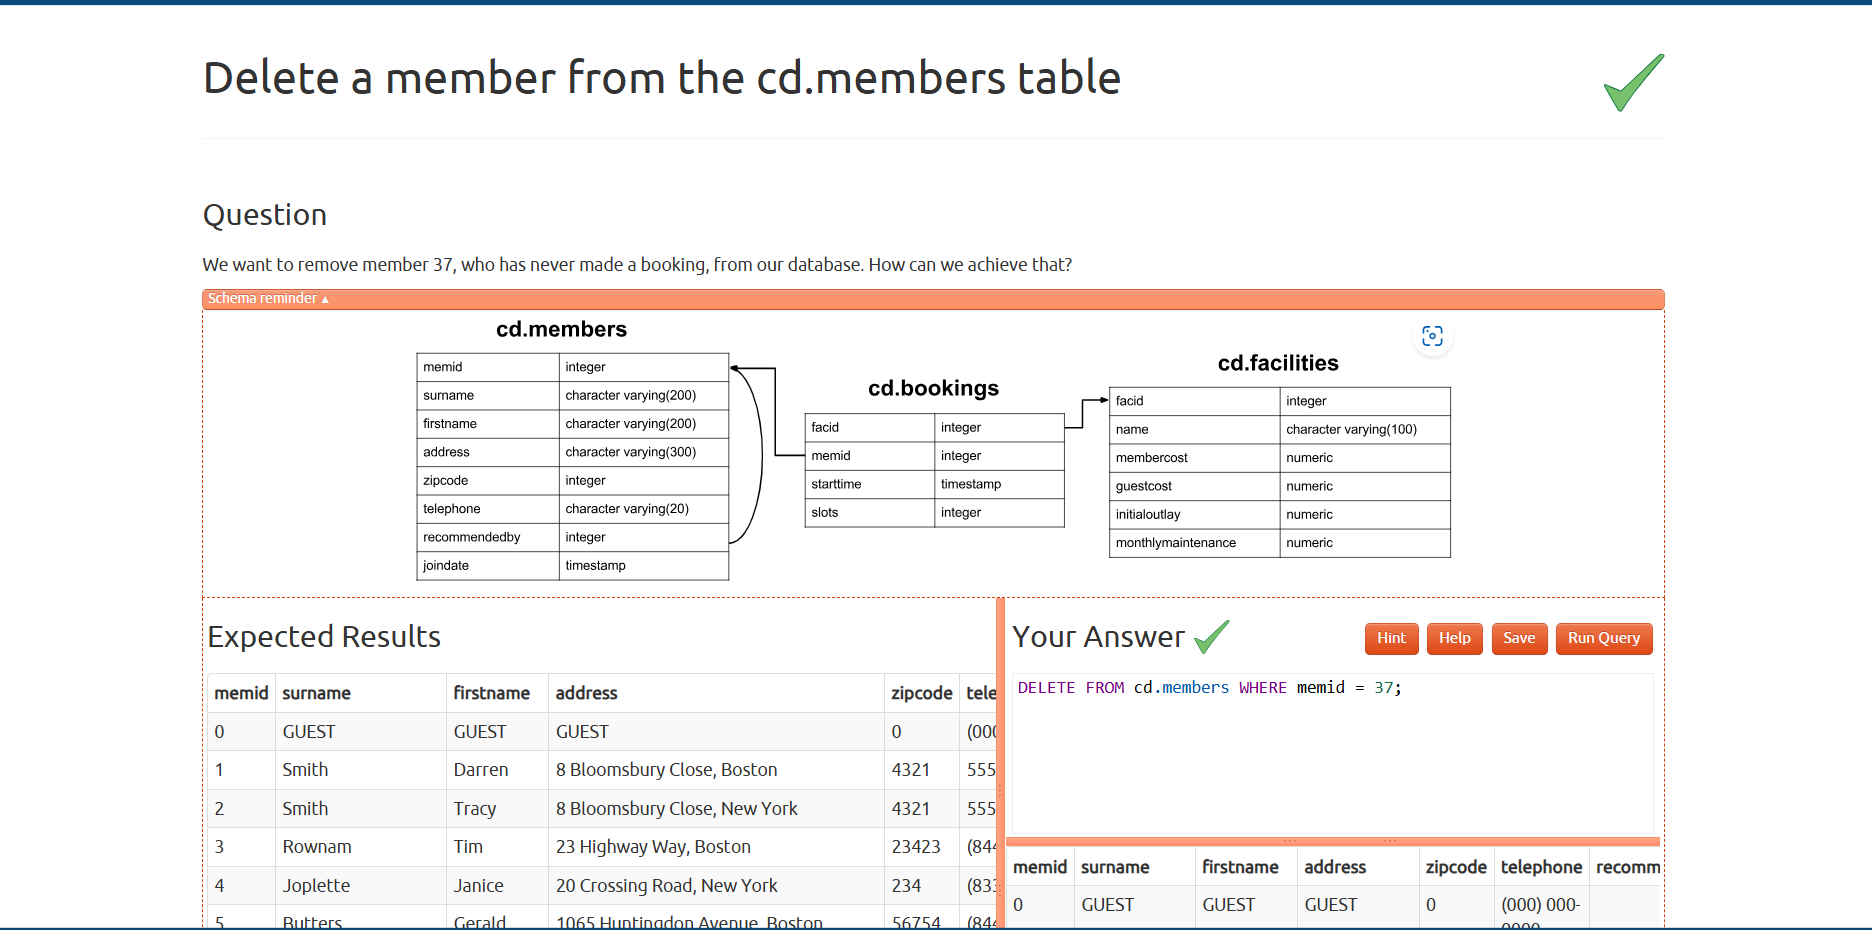 Delete a member from the cd.members table
Question
We want to remove member 37, who has never made a booking, from our database. How can we achieve that?
Schema reminder ▲
cd.members
memid integer
surname character varying(200)
firstname character varying(200)
address character varying(300)
zipcode integer
telephone character varying(20)
recommendedby integer
joindate timestamp
cd.bookings
facid integer
memid integer
starttime timestamp
slots integer
cd.facilities
facid integer
name character varying(100)
membercost numeric
guestcost numeric
initialoutlay numeric
monthlymaintenance numeric
Expected Results
memid surname firstname address zipcode tele
0 GUEST GUEST GUEST 0 (000
1 Smith Darren 8 Bloomsbury Close, Boston 4321 555
2 Smith Tracy 8 Bloomsbury Close, New York 4321 555
3 Rownam Tim 23 Highway Way, Boston 23423 (844
4 Joplette Janice 20 Crossing Road, New York 234 (833
5 Butters Gerald 1065 Huntingdon Avenue, Boston 56754 (844
Your Answer
Hint Help Save Run Query
DELETE FROM cd.members WHERE memid = 37;
memid surname firstname address zipcode telephone recomm
0 GUEST GUEST GUEST 0 (000) 000-
0000